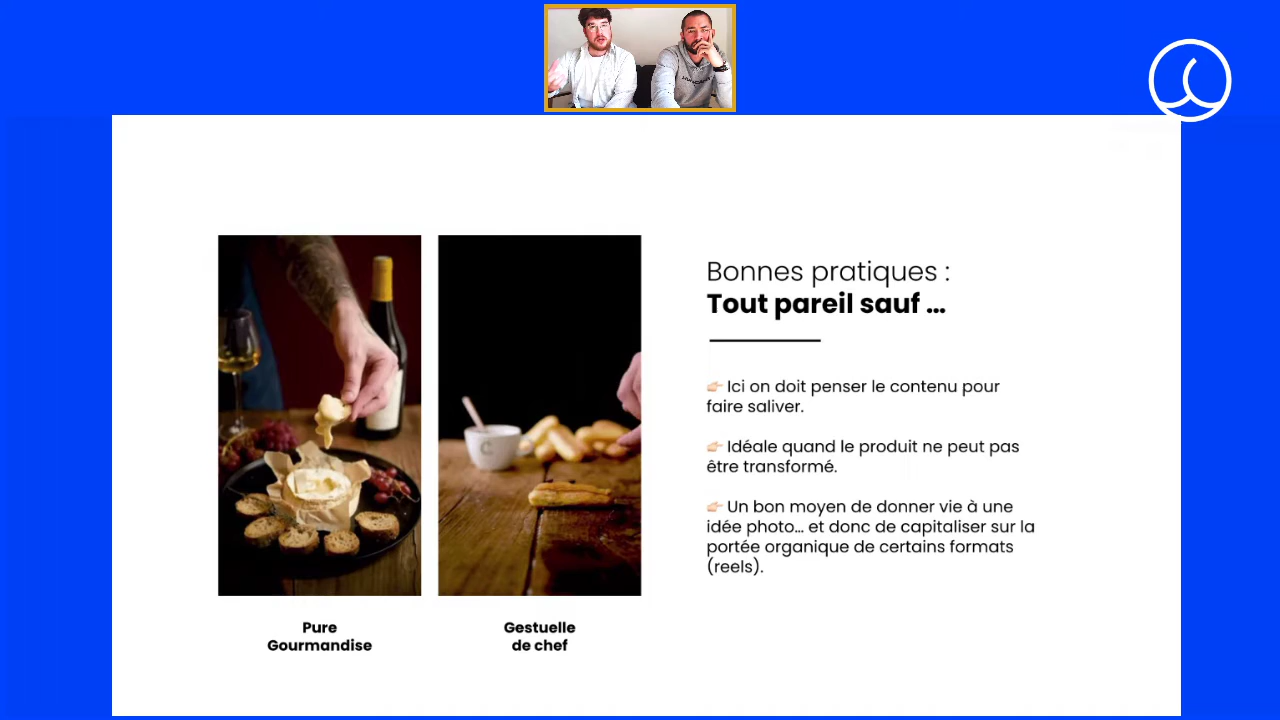 Bonnes pratiques :
Tout pareil sauf ...
👉🏻 Ici on doit penser le contenu pour
faire saliver.
👉🏻 Idéale quand le produit ne peut pas
être transformé.
👉🏻 Un bon moyen de donner vie à une
idée photo... et donc de capitaliser sur la
portée organique de certains formats
(reels).
Pure
Gourmandise
Gestuelle
de chef